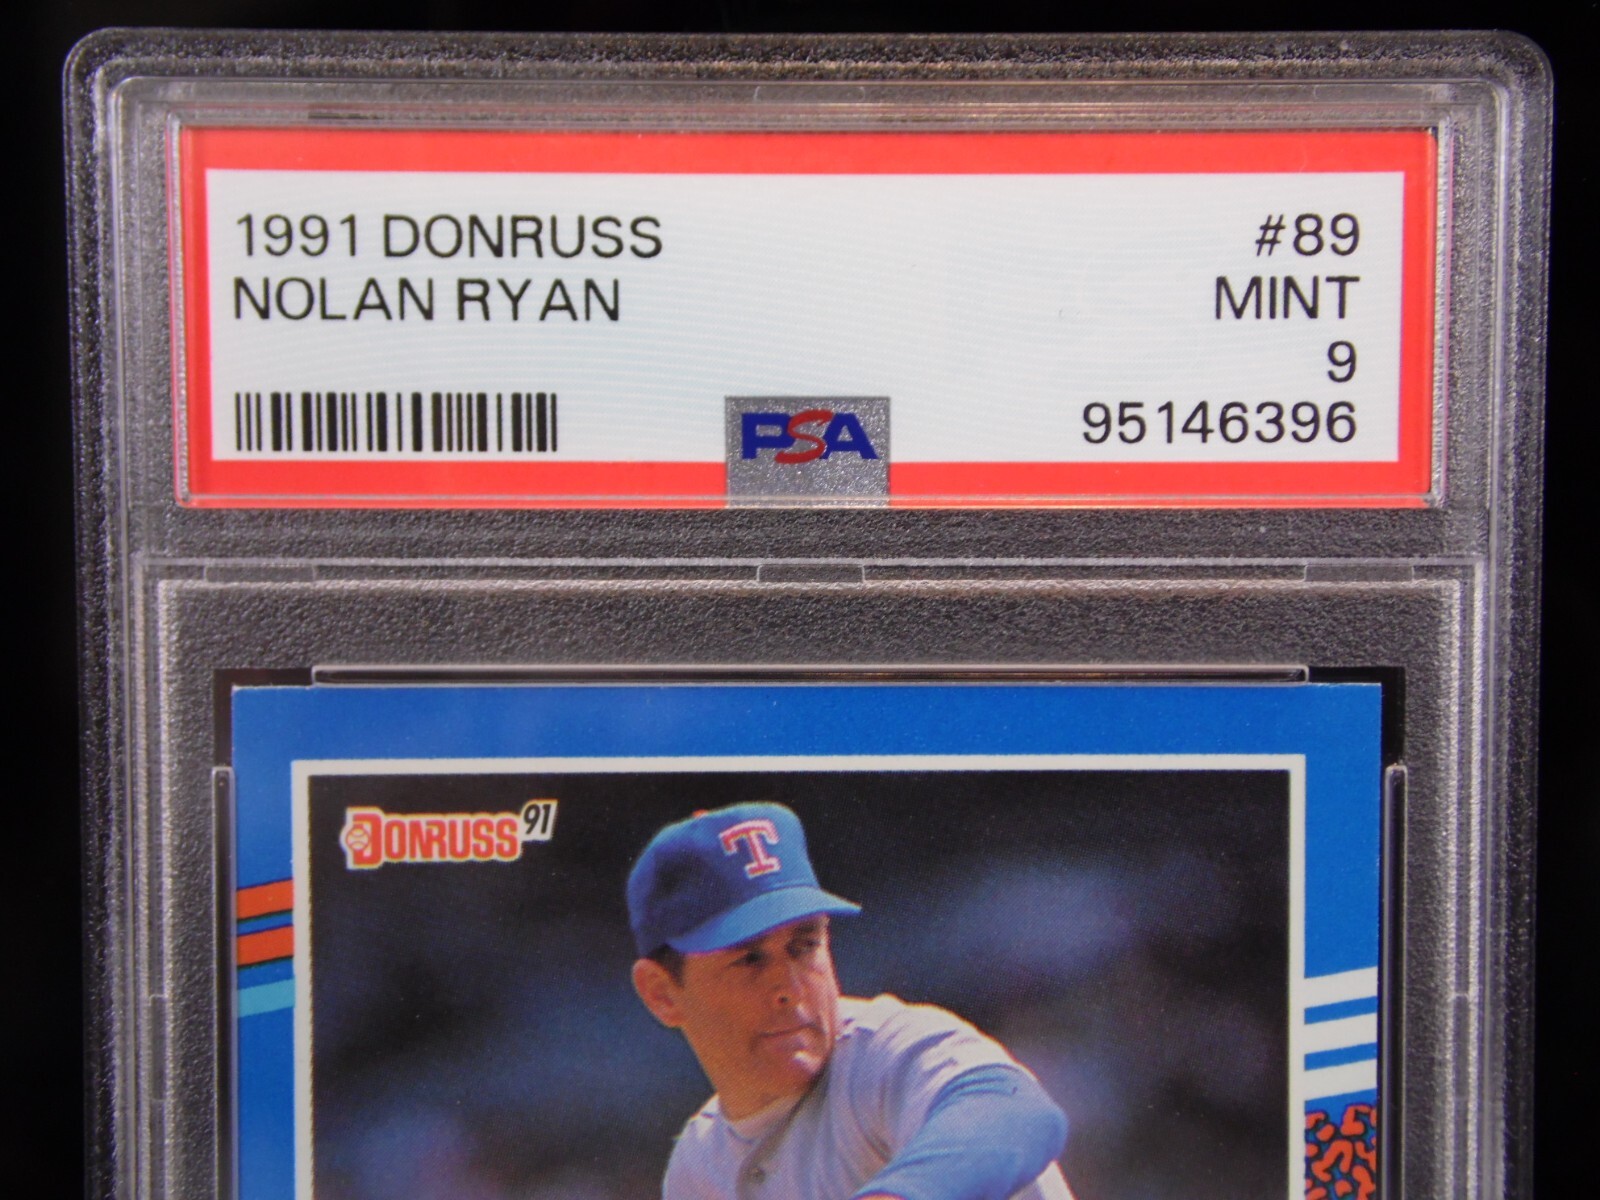 1991 DONRUSS #89
NOLAN RYAN MINT
9
PSA 95146396
DONRUSS 91
T